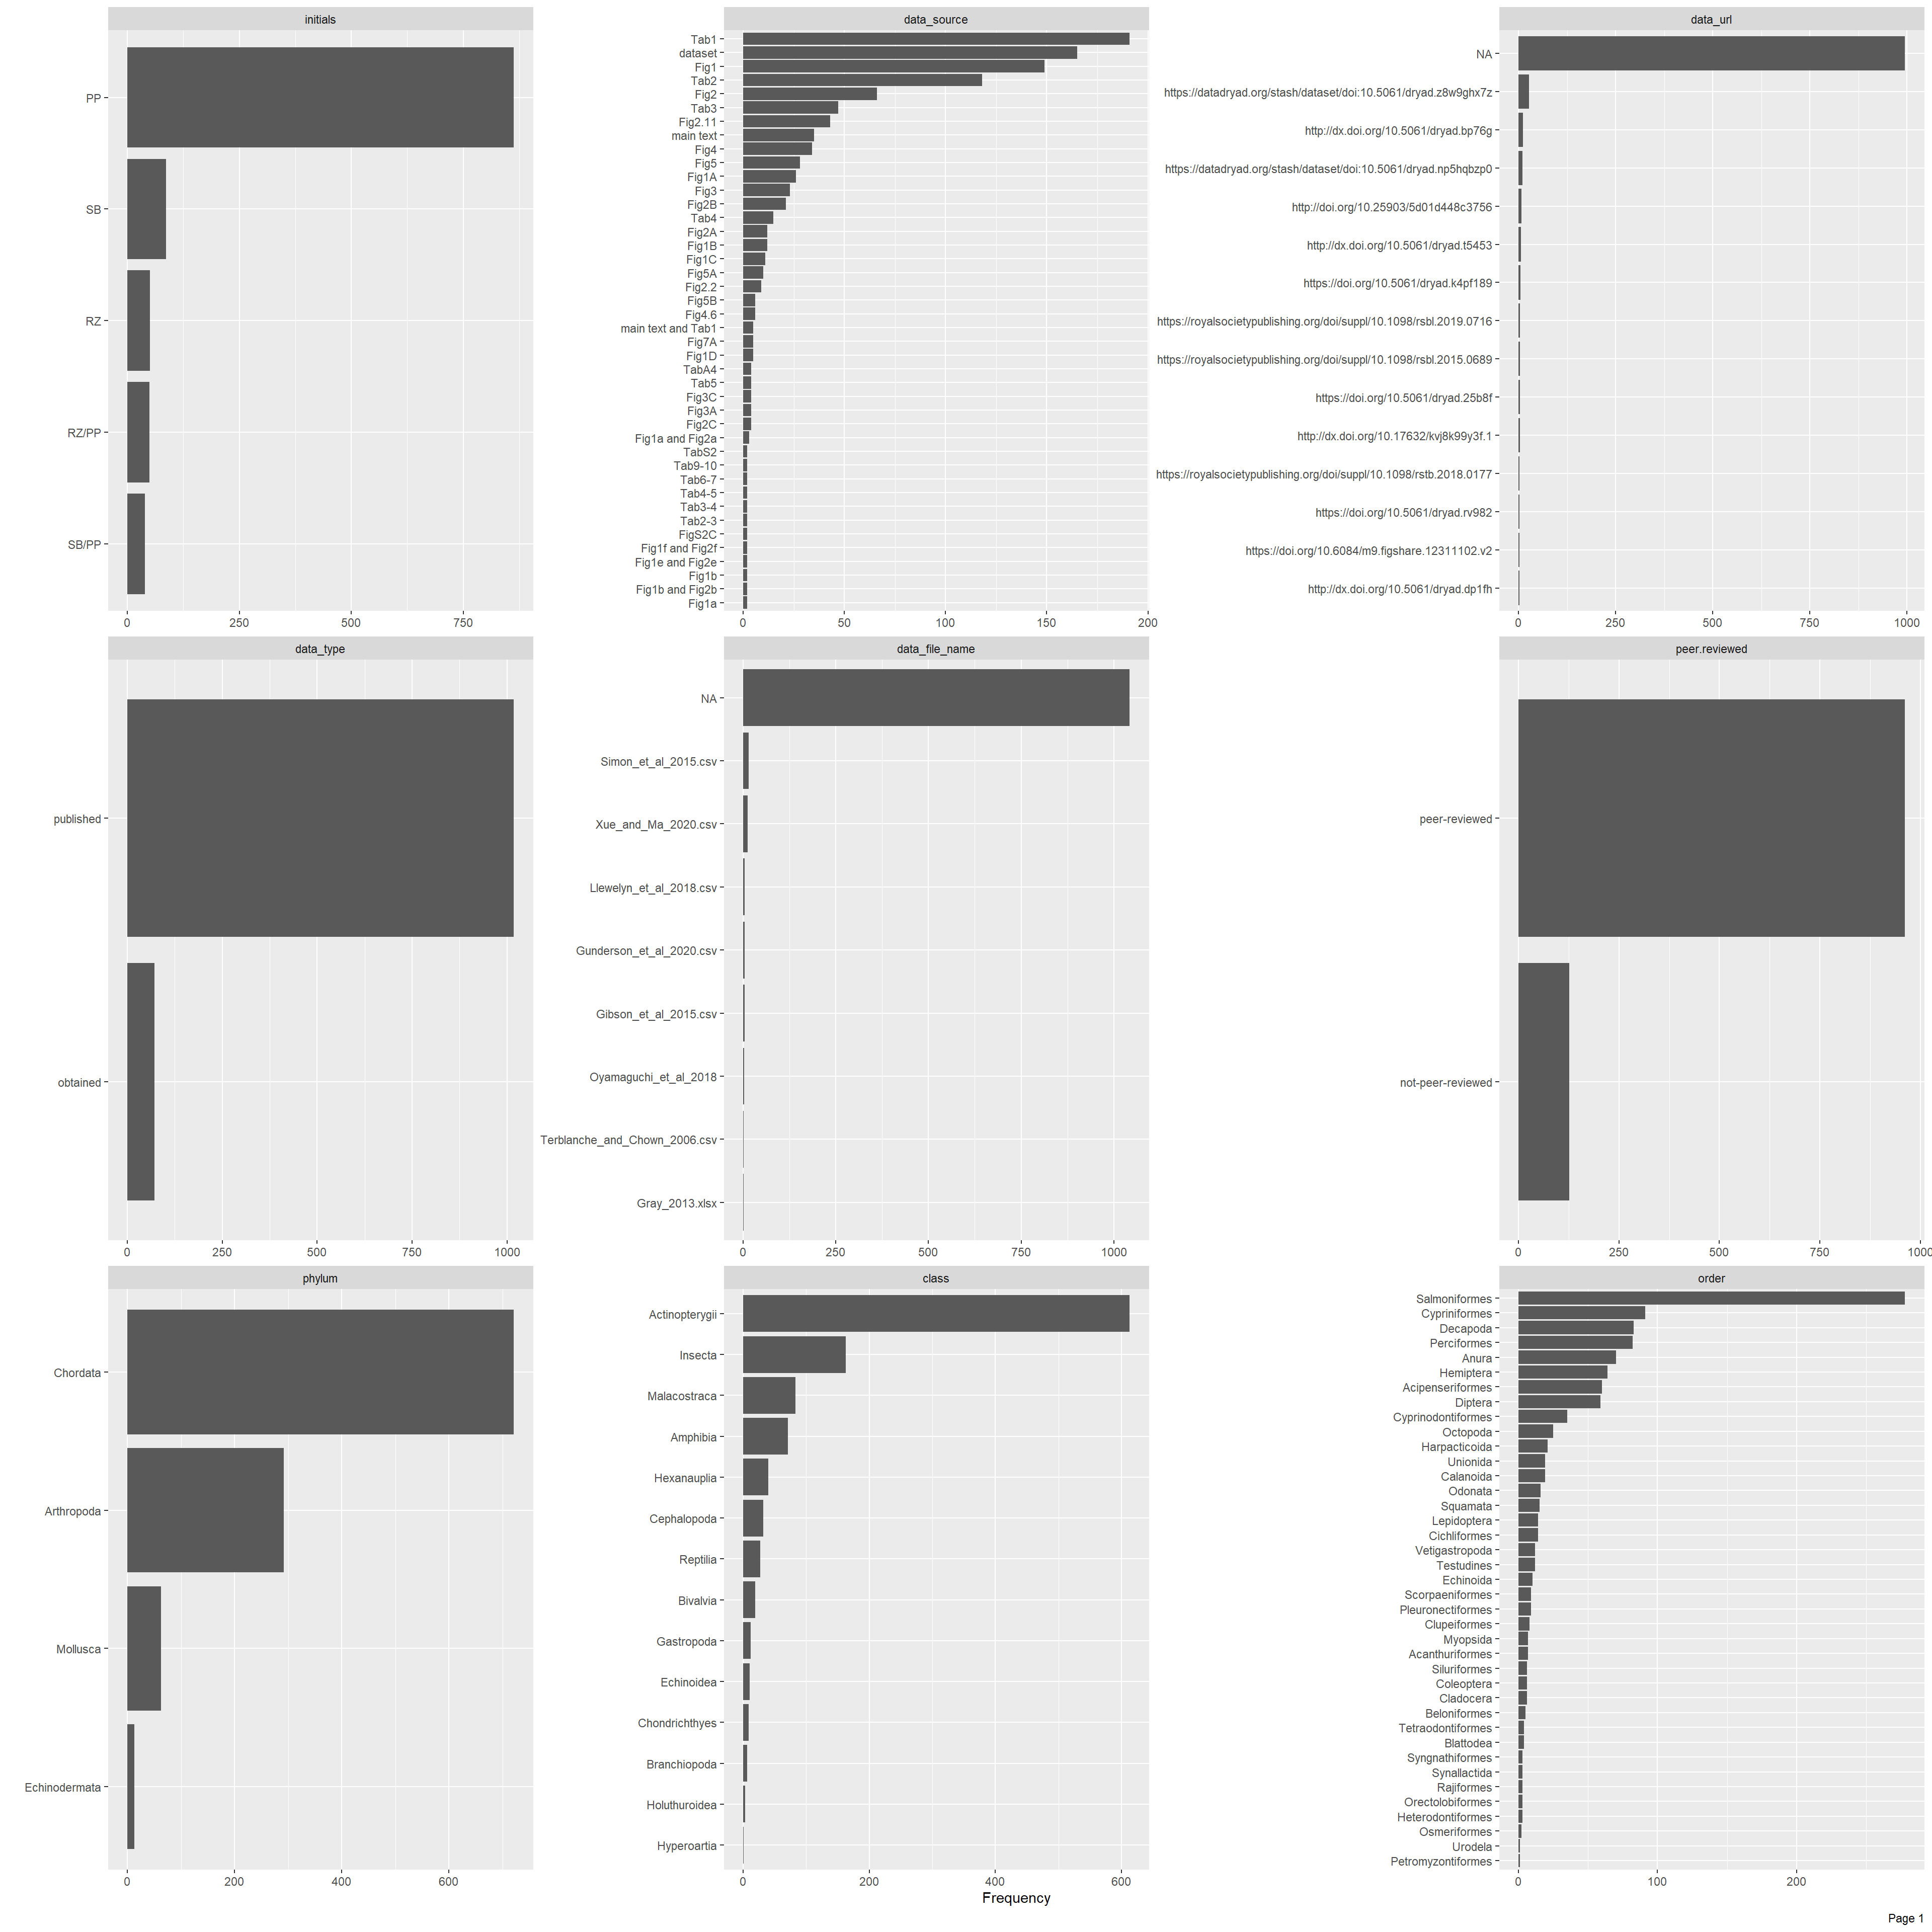 initials
PP
SB
RZ
RZ/PP
SB/PP
0 250 500 750
data_source
Tab1
dataset
Fig1
Tab2
Fig2
Tab3
Fig2.11
main text
Fig4
Fig5
Fig1A
Fig3
Fig2B
Tab4
Fig2A
Fig1B
Fig1C
Fig5A
Fig2.2
Fig5B
Fig4.6
main text and Tab1
Fig7A
Fig1D
TabA4
Tab5
Fig3C
Fig3A
Fig2C
Fig1a and Fig2a
TabS2
Tab9-10
Tab6-7
Tab4-5
Tab3-4
Tab2-3
FigS2C
Fig1f and Fig2f
Fig1e and Fig2e
Fig1b
Fig1b and Fig2b
Fig1a
0 50 100 150 200
data_url
NA
https://datadryad.org/stash/dataset/doi:10.5061/dryad.z8w9ghx7z
http://dx.doi.org/10.5061/dryad.bp76g
https://datadryad.org/stash/dataset/doi:10.5061/dryad.np5hqbzp0
http://doi.org/10.25903/5d01d448c3756
http://dx.doi.org/10.5061/dryad.t5453
https://doi.org/10.5061/dryad.k4pf189
https://royalsocietypublishing.org/doi/suppl/10.1098/rsbl.2019.0716
https://royalsocietypublishing.org/doi/suppl/10.1098/rsbl.2015.0689
https://doi.org/10.5061/dryad.25b8f
http://dx.doi.org/10.17632/kvj8k99y3f.1
https://royalsocietypublishing.org/doi/suppl/10.1098/rstb.2018.0177
https://doi.org/10.5061/dryad.rv982
https://doi.org/10.6084/m9.figshare.12311102.v2
http://dx.doi.org/10.5061/dryad.dp1fh
0 250 500 750 1000
data_type
published
obtained
0 250 500 750 1000
data_file_name
NA
Simon_et_al_2015.csv
Xue_and_Ma_2020.csv
Llewelyn_et_al_2018.csv
Gunderson_et_al_2020.csv
Gibson_et_al_2015.csv
Oyamaguchi_et_al_2018
Terblanche_and_Chown_2006.csv
Gray_2013.xlsx
0 250 500 750 1000
peer.reviewed
peer-reviewed
not-peer-reviewed
0 250 500 750 1000
phylum
Chordata
Arthropoda
Mollusca
Echinodermata
0 200 400 600
class
Actinopterygii
Insecta
Malacostraca
Amphibia
Hexanauplia
Cephalopoda
Reptilia
Bivalvia
Gastropoda
Echinoidea
Chondrichthyes
Branchiopoda
Holuthuroidea
Hyperoartia
0 200 400 600
order
Salmoniformes
Cypriniformes
Decapoda
Perciformes
Anura
Hemiptera
Acipenseriformes
Diptera
Cyprinodontiformes
Octopoda
Harpacticoida
Unionida
Calanoida
Odonata
Squamata
Lepidoptera
Cichliformes
Vetigastropoda
Testudines
Echinoida
Scorpaeniformes
Pleuronectiformes
Clupeiformes
Myopsida
Acanthuriformes
Siluriformes
Coleoptera
Cladocera
Beloniformes
Tetraodontiformes
Blattodea
Syngnathiformes
Synallactida
Rajiformes
Orectolobiformes
Heterodontiformes
Osmeriformes
Urodela
Petromyzontiformes
0 100 200
Frequency
Page 1